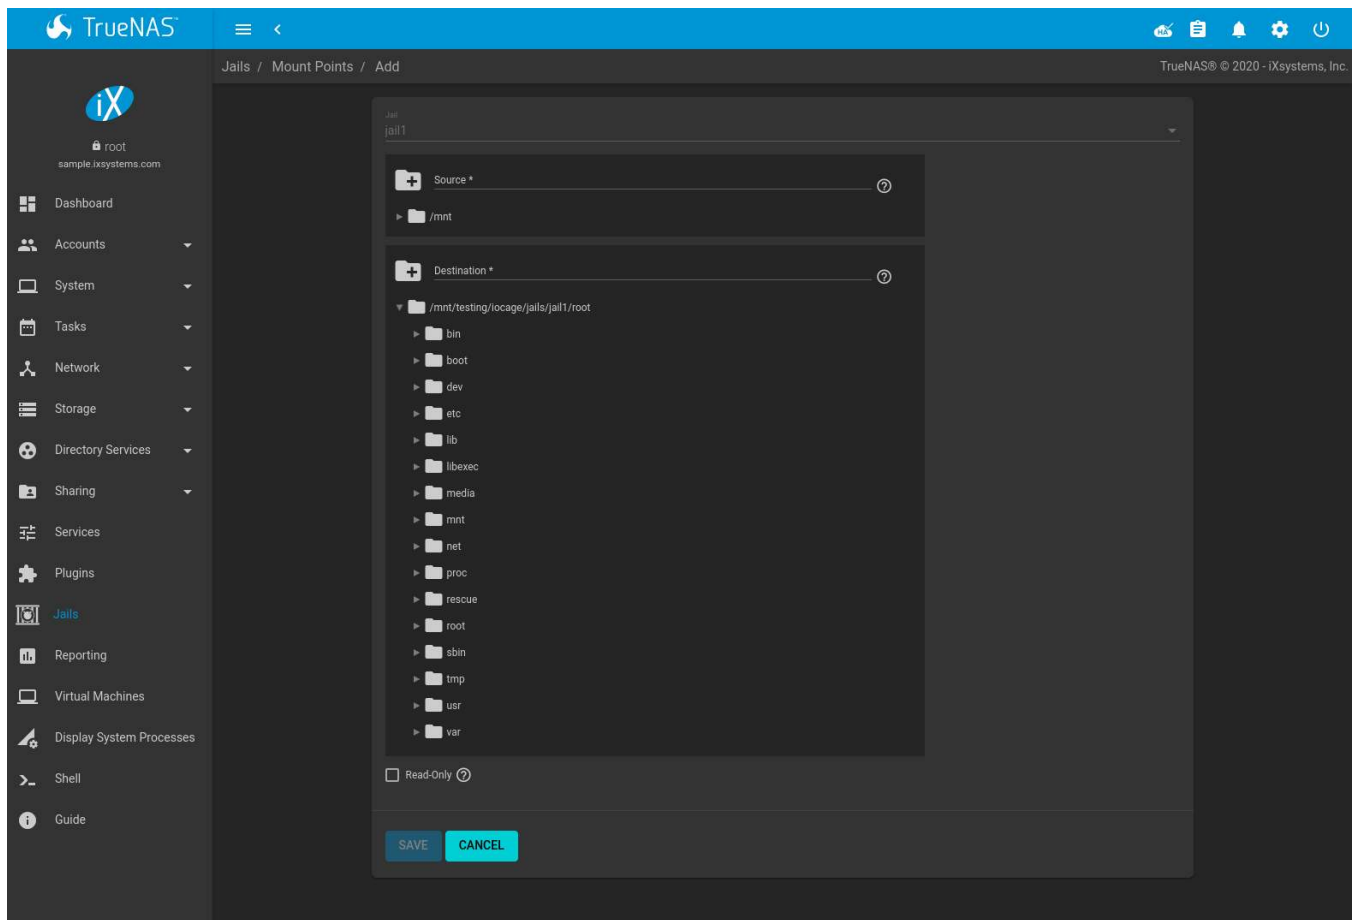 TrueNAS™
HA
Jails / Mount Points / Add
TrueNAS® © 2020 - iXsystems, Inc.
iX
root
sample.ixsystems.com
Dashboard
Accounts
System
Tasks
Network
Storage
Directory Services
Sharing
Services
Plugins
Jails
Reporting
Virtual Machines
Display System Processes
Shell
Guide
Jail
jail1
Source *
/mnt
Destination *
/mnt/testing/iocage/jails/jail1/root
bin
boot
dev
etc
lib
libexec
media
mnt
net
proc
rescue
root
sbin
tmp
usr
var
Read-Only
SAVE CANCEL